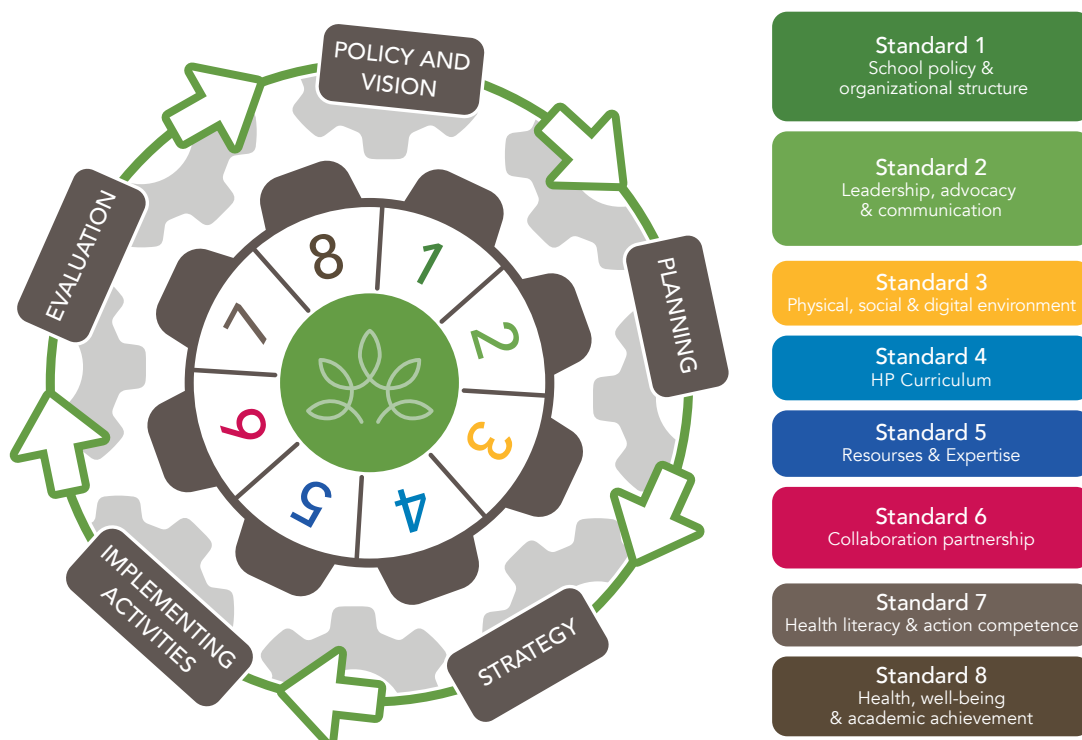 POLICY AND
VISION
PLANNING
STRATEGY
IMPLEMENTING
ACTIVITIES
EVALUATION
1
2
3
4
5
6
7
8
Standard 1
School policy &
organizational structure
Standard 2
Leadership, advocacy
& communication
Standard 3
Physical, social & digital environment
Standard 4
HP Curriculum
Standard 5
Resourses & Expertise
Standard 6
Collaboration partnership
Standard 7
Health literacy & action competence
Standard 8
Health, well-being
& academic achievement